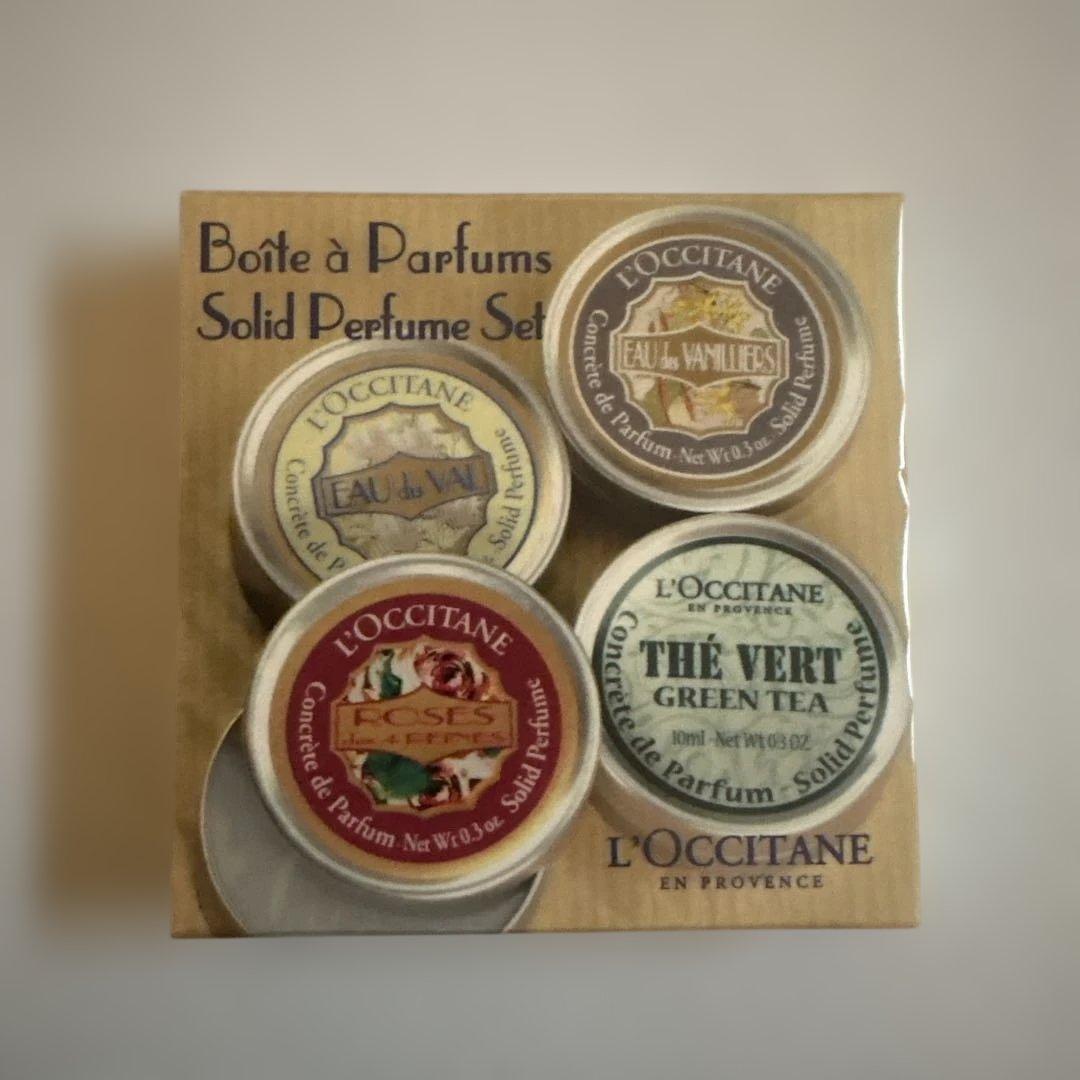 Boîte à Parfums
Solid Perfume Set
L'OCCITANE
EAU des VANILLIERS
Concrète de Parfum - Net Wt 0.3 oz. - Solid Perfume
L'OCCITANE
EAU du VAL
Concrète de P
Solid Perfume
L'OCCITANE
ROSES
des 4 REINES
Concrète de Parfum - Net Wt 0.3 oz. Solid Perfume
L'OCCITANE
EN PROVENCE
THÉ VERT
GREEN TEA
10ml - Net Wt 0.3 OZ.
Concrète de Parfum - Solid Perfume
L'OCCITANE
EN PROVENCE